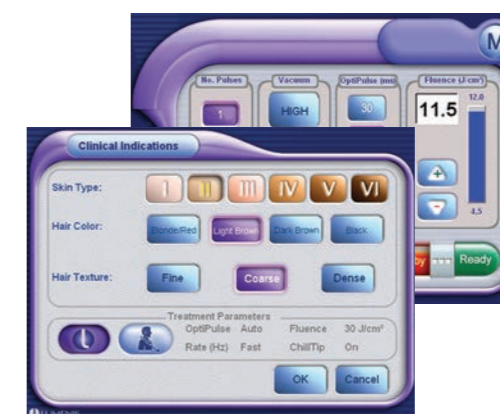 M
No. Pulses Vacuum OptiPulse (ms) Fluence (J/cm²)
1 HIGH 30 11.5 12.0
+
- 4.5
Ready
Clinical Indications
Skin Type: I II III IV V VI
Hair Color: Blonde/Red Light Brown Dark Brown Black
Hair Texture: Fine Coarse Dense
Treatment Parameters
OptiPulse Auto Fluence 30 J/cm²
Rate (Hz) Fast ChillTip On
OK Cancel